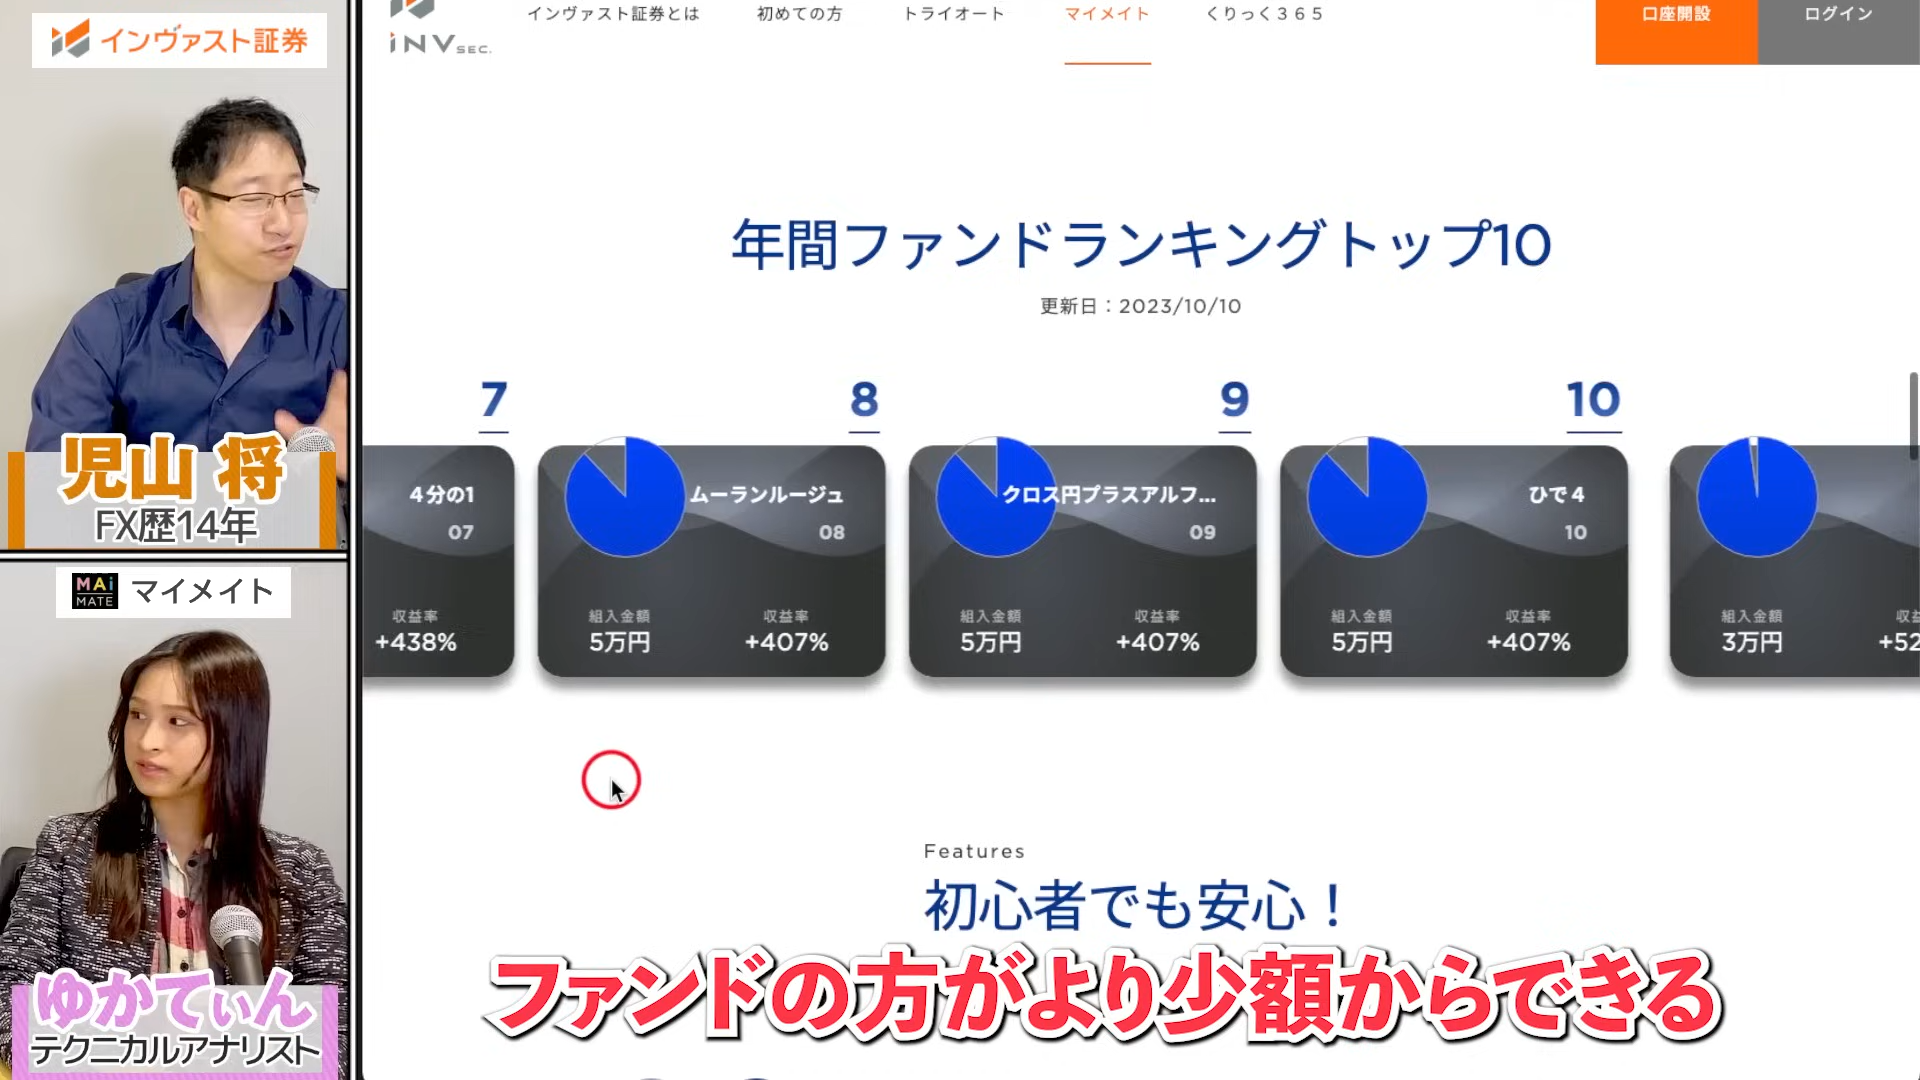 インヴァスト証券
児山 将
FX歴14年
MAi
MATE
マイメイト
ゆかてぃん
テクニカルアナリスト
iNVSEC.
インヴァスト証券とは
初めての方
トライオート
マイメイト
くりっく365
口座開設
ログイン
年間ファンドランキングトップ10
更新日：2023/10/10
7
8
9
10
4分の1
07
収益率
+438%
ムーランルージュ
08
組入金額
収益率
5万円
+407%
クロス円プラスアルフ...
09
組入金額
収益率
5万円
+407%
ひで4
10
組入金額
収益率
5万円
+407%
組入金額
3万円
+52
Features
初心者でも安心！
ファンドの方がより少額からできる